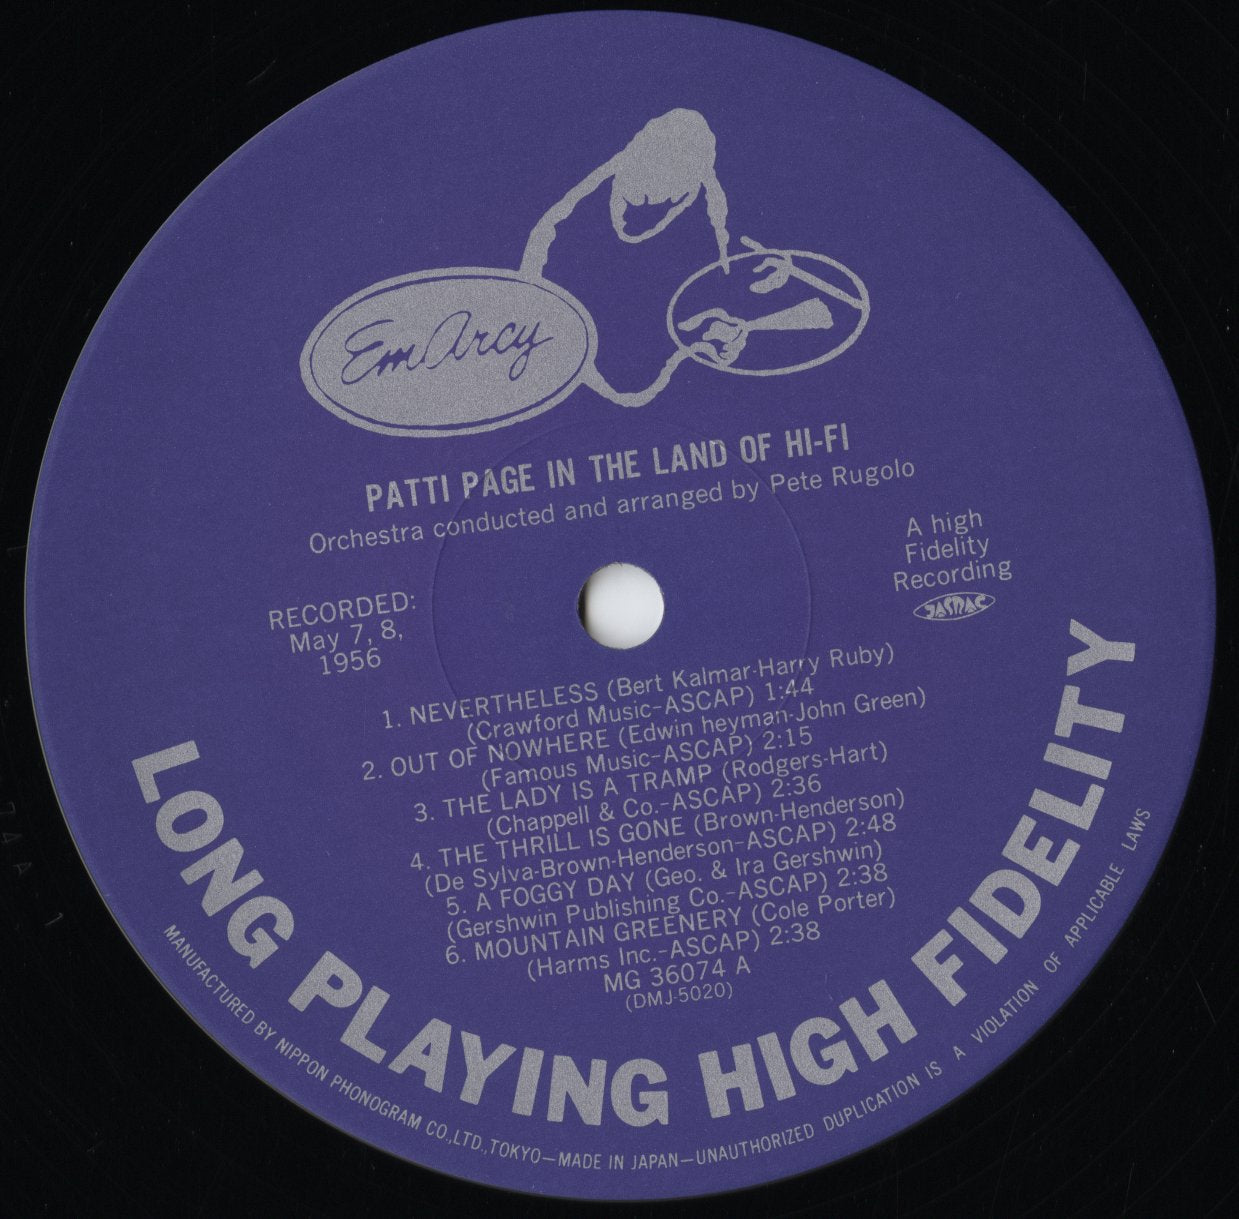 EmArcy
PATTI PAGE IN THE LAND OF HI-FI
Orchestra conducted and arranged by Pete Rugolo
A high
Fidelity
Recording
JASRAC
RECORDED:
May 7, 8,
1956
1. NEVERTHELESS (Bert Kalmar-Harry Ruby)
(Crawford Music-ASCAP) 1:44
2. OUT OF NOWHERE (Edwin heyman-John Green)
(Famous Music-ASCAP) 2:15
3. THE LADY IS A TRAMP (Rodgers-Hart)
(Chappell & Co.-ASCAP) 2:36
4. THE THRILL IS GONE (Brown-Henderson)
(De Sylva-Brown-Henderson-ASCAP) 2:48
5. A FOGGY DAY (Geo. & Ira Gershwin)
(Gershwin Publishing Co.-ASCAP) 2:38
6. MOUNTAIN GREENERY (Cole Porter)
(Harms Inc.-ASCAP) 2:38
MG 36074 A
(DMJ-5020)
LONG PLAYING HIGH FIDELITY
MANUFACTURED BY NIPPON PHONOGRAM CO.,LTD.,TOKYO—MADE IN JAPAN—UNAUTHORIZED DUPLICATION IS A VIOLATION OF APPLICABLE LAWS